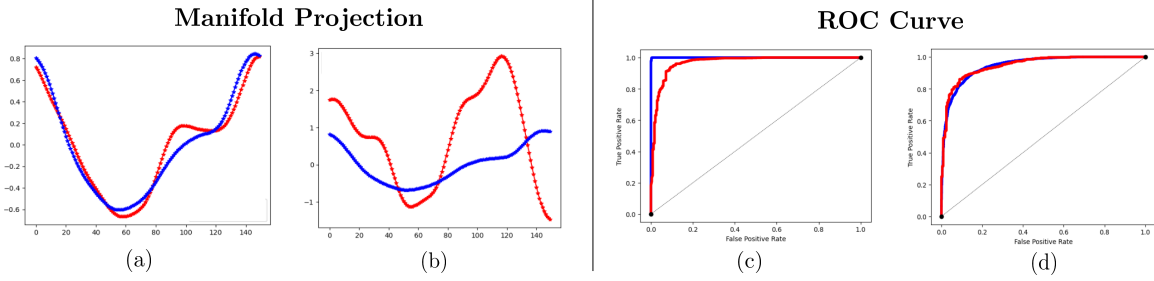 Manifold Projection
ROC Curve
0.8
0.6
0.4
0.2
0.0
−0.2
−0.4
−0.6
0 20 40 60 80 100 120 140
(a)
3
2
1
0
−1
0 20 40 60 80 100 120 140
(b)
True Positive Rate
1.0
0.8
0.6
0.4
0.2
0.0
0.0 0.2 0.4 0.6 0.8 1.0
False Positive Rate
(c)
True Positive Rate
1.0
0.8
0.6
0.4
0.2
0.0
0.0 0.2 0.4 0.6 0.8 1.0
False Positive Rate
(d)